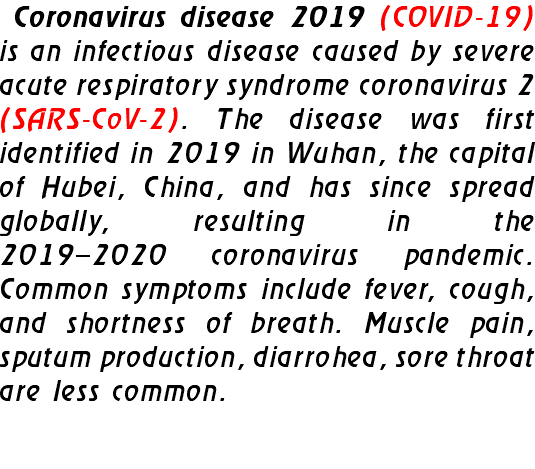 Coronavirus disease 2019 (COVID-19)
is an infectious disease caused by severe
acute respiratory syndrome coronavirus 2
(SARS-CoV-2). The disease was first
identified in 2019 in Wuhan, the capital
of Hubei, China, and has since spread
globally, resulting in the
2019–2020 coronavirus pandemic.
Common symptoms include fever, cough,
and shortness of breath. Muscle pain,
sputum production, diarrohea, sore throat
are less common.